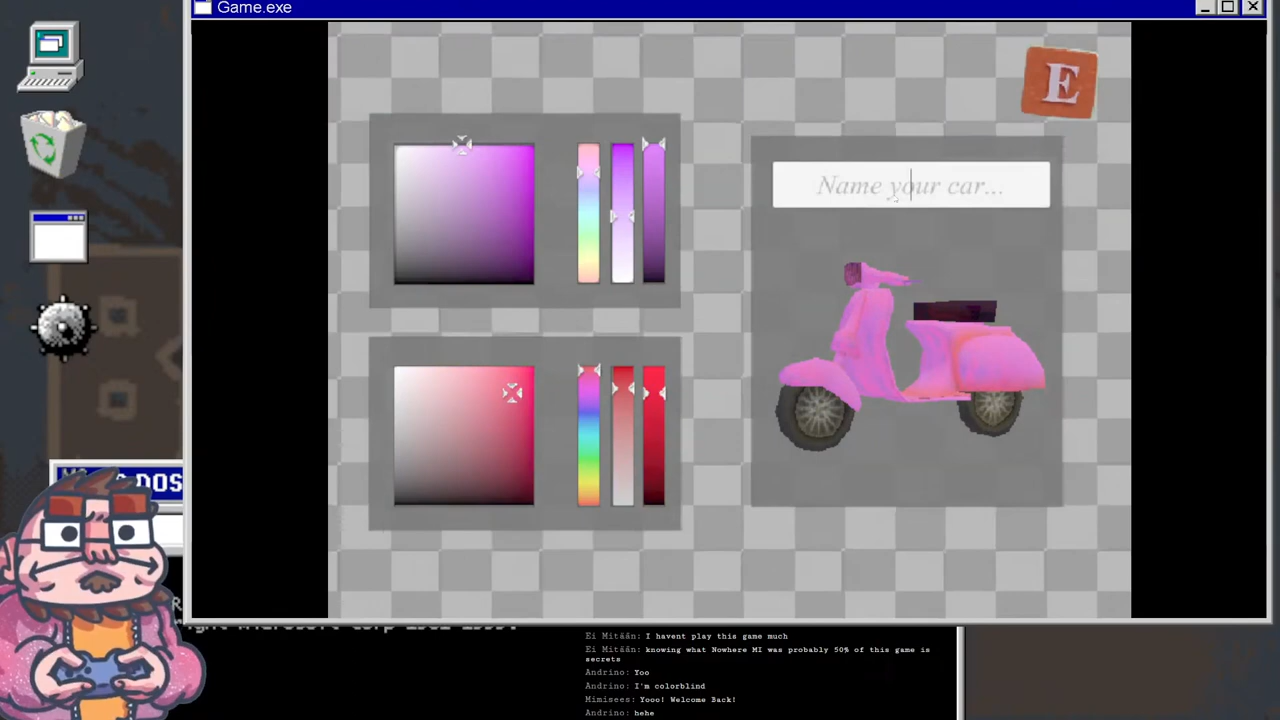 Game.exe
E
Name your car...
DOS
Ei Mitään: I havent play this game much
Ei Mitään: knowing what Nowhere MI was probably 50% of this game is
secrets
Andrino: Yoo
Andrino: I'm colorblind
Mimisees: Yooo! Welcome Back!
Andrino: hehe